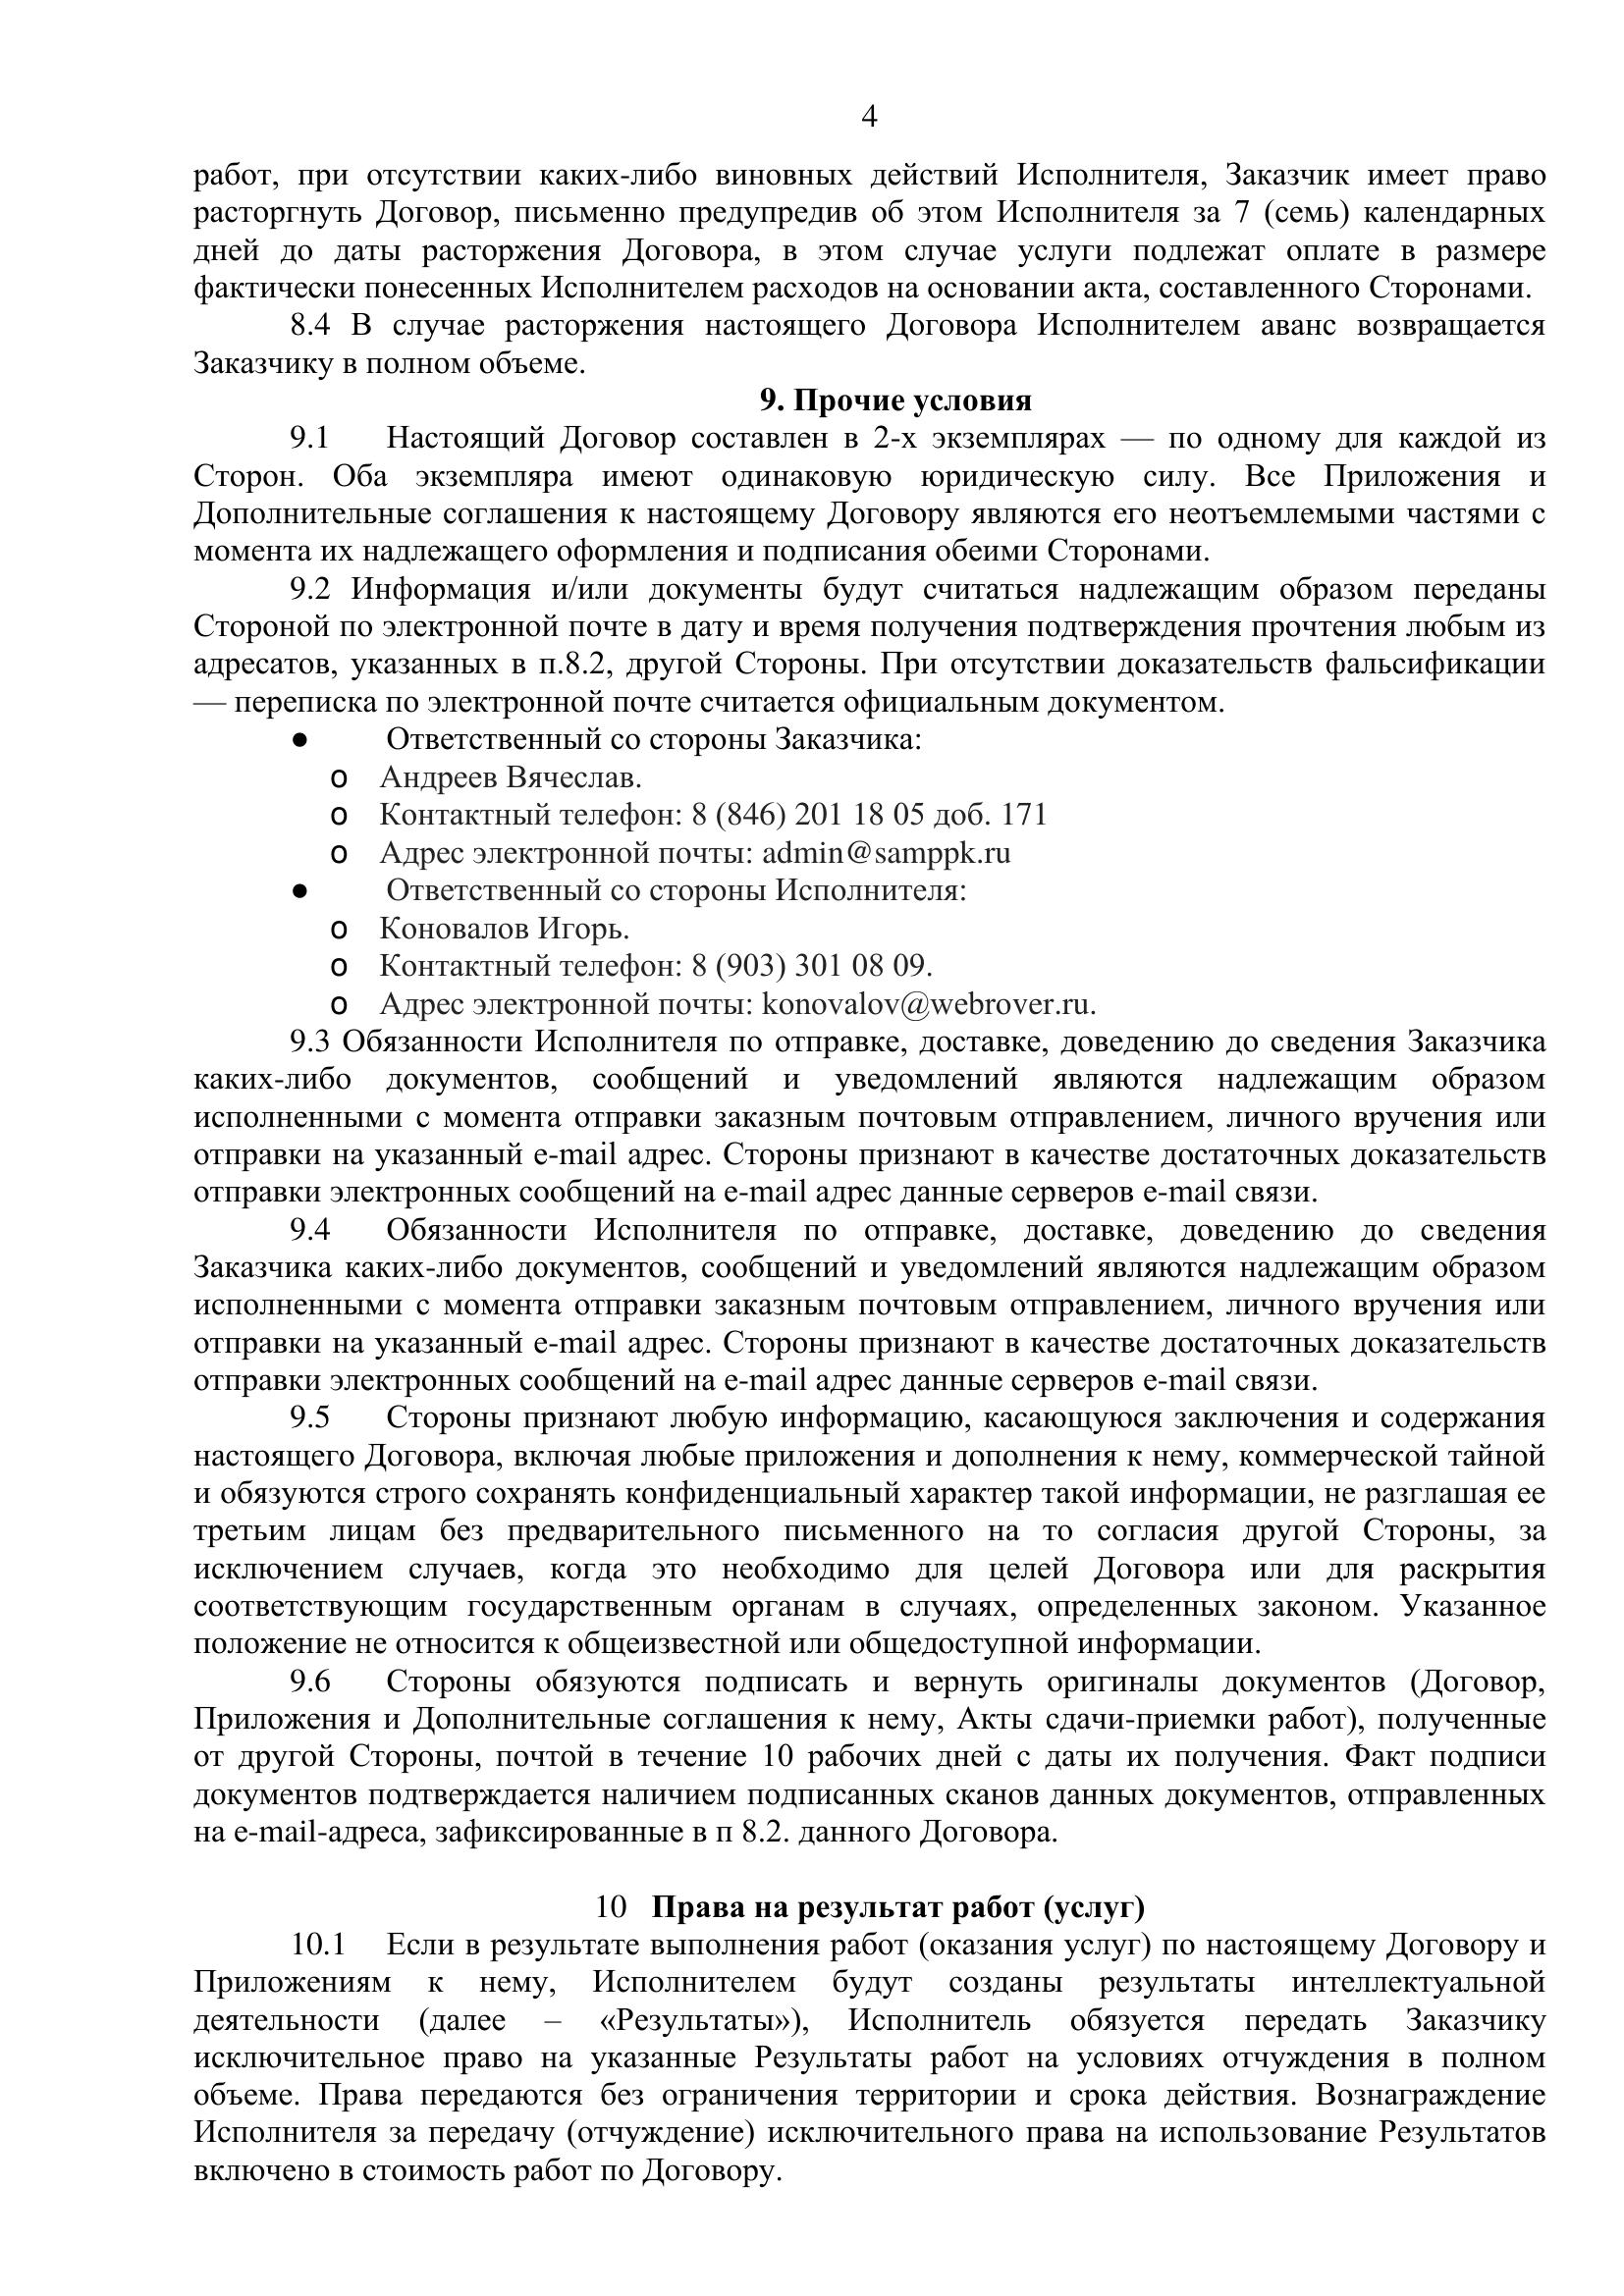 4
работ, при отсутствии каких-либо виновных действий Исполнителя, Заказчик имеет право
расторгнуть Договор, письменно предупредив об этом Исполнителя за 7 (семь) календарных
дней до даты расторжения Договора, в этом случае услуги подлежат оплате в размере
фактически понесенных Исполнителем расходов на основании акта, составленного Сторонами.
8.4 В случае расторжения настоящего Договора Исполнителем аванс возвращается
Заказчику в полном объеме.
9. Прочие условия
9.1 Настоящий Договор составлен в 2-х экземплярах — по одному для каждой из
Сторон. Оба экземпляра имеют одинаковую юридическую силу. Все Приложения и
Дополнительные соглашения к настоящему Договору являются его неотъемлемыми частями с
момента их надлежащего оформления и подписания обеими Сторонами.
9.2 Информация и/или документы будут считаться надлежащим образом переданы
Стороной по электронной почте в дату и время получения подтверждения прочтения любым из
адресатов, указанных в п.8.2, другой Стороны. При отсутствии доказательств фальсификации
— переписка по электронной почте считается официальным документом.
● Ответственный со стороны Заказчика:
o Андреев Вячеслав.
o Контактный телефон: 8 (846) 201 18 05 доб. 171
o Адрес электронной почты: admin@samppk.ru
● Ответственный со стороны Исполнителя:
o Коновалов Игорь.
o Контактный телефон: 8 (903) 301 08 09.
o Адрес электронной почты: konovalov@webrover.ru.
9.3 Обязанности Исполнителя по отправке, доставке, доведению до сведения Заказчика
каких-либо документов, сообщений и уведомлений являются надлежащим образом
исполненными с момента отправки заказным почтовым отправлением, личного вручения или
отправки на указанный e-mail адрес. Стороны признают в качестве достаточных доказательств
отправки электронных сообщений на e-mail адрес данные серверов e-mail связи.
9.4 Обязанности Исполнителя по отправке, доставке, доведению до сведения
Заказчика каких-либо документов, сообщений и уведомлений являются надлежащим образом
исполненными с момента отправки заказным почтовым отправлением, личного вручения или
отправки на указанный e-mail адрес. Стороны признают в качестве достаточных доказательств
отправки электронных сообщений на e-mail адрес данные серверов e-mail связи.
9.5 Стороны признают любую информацию, касающуюся заключения и содержания
настоящего Договора, включая любые приложения и дополнения к нему, коммерческой тайной
и обязуются строго сохранять конфиденциальный характер такой информации, не разглашая ее
третьим лицам без предварительного письменного на то согласия другой Стороны, за
исключением случаев, когда это необходимо для целей Договора или для раскрытия
соответствующим государственным органам в случаях, определенных законом. Указанное
положение не относится к общеизвестной или общедоступной информации.
9.6 Стороны обязуются подписать и вернуть оригиналы документов (Договор,
Приложения и Дополнительные соглашения к нему, Акты сдачи-приемки работ), полученные
от другой Стороны, почтой в течение 10 рабочих дней с даты их получения. Факт подписи
документов подтверждается наличием подписанных сканов данных документов, отправленных
на e-mail-адреса, зафиксированные в п 8.2. данного Договора.
10 Права на результат работ (услуг)
10.1 Если в результате выполнения работ (оказания услуг) по настоящему Договору и
Приложениям к нему, Исполнителем будут созданы результаты интеллектуальной
деятельности (далее – «Результаты»), Исполнитель обязуется передать Заказчику
исключительное право на указанные Результаты работ на условиях отчуждения в полном
объеме. Права передаются без ограничения территории и срока действия. Вознаграждение
Исполнителя за передачу (отчуждение) исключительного права на использование Результатов
включено в стоимость работ по Договору.